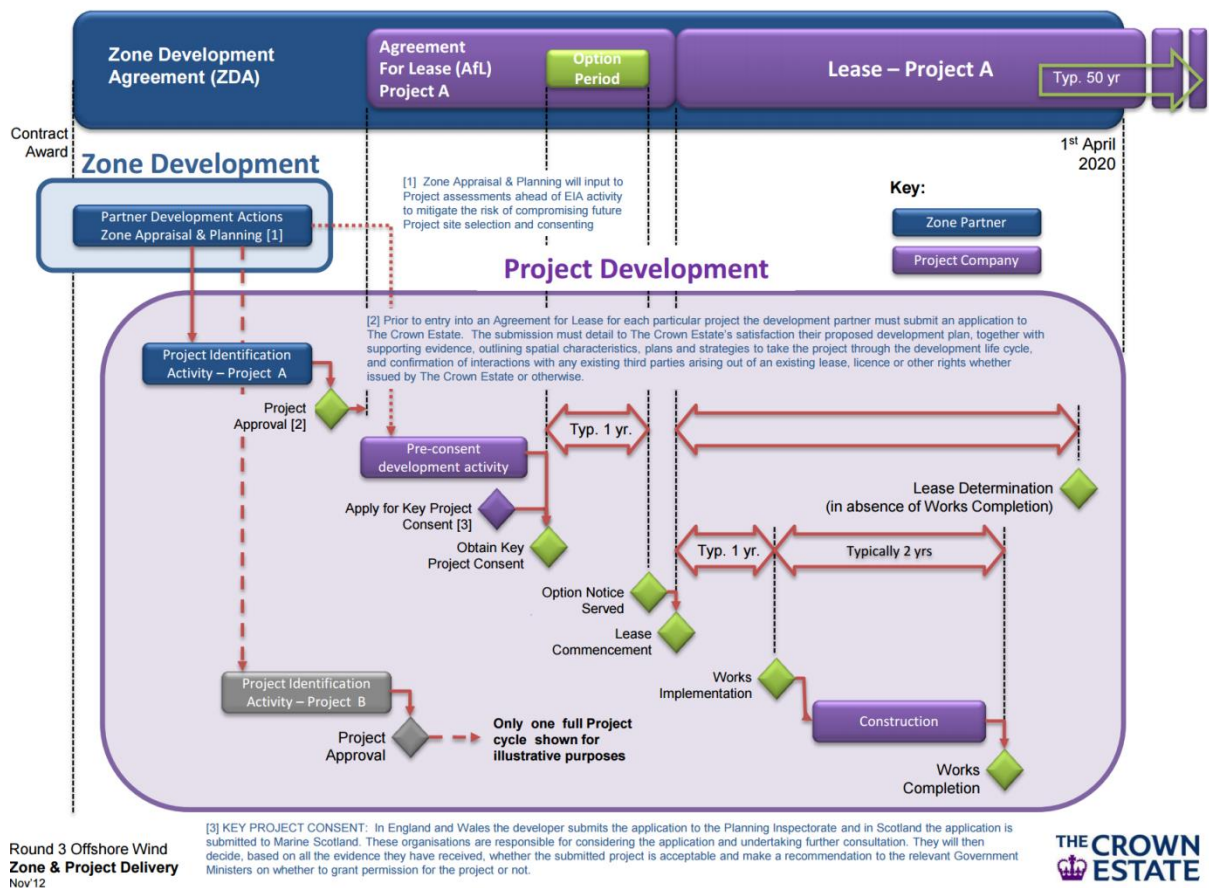 Zone Development
Agreement (ZDA)
Agreement
For Lease (AfL)
Project A
Option
Period
Lease – Project A
Typ. 50 yr
Contract
Award
1st April
2020
Zone Development
Partner Development Actions
Zone Appraisal & Planning [1]
[1] Zone Appraisal & Planning will input to
Project assessments ahead of EIA activity
to mitigate the risk of compromising future
Project site selection and consenting
Key:
Zone Partner
Project Company
Project Development
[2] Prior to entry into an Agreement for Lease for each particular project the development partner must submit an application to
The Crown Estate. The submission must detail to The Crown Estate's satisfaction their proposed development plan, together with
supporting evidence, outlining spatial characteristics, plans and strategies to take the project through the development life cycle,
and confirmation of interactions with any existing third parties arising out of an existing lease, licence or other rights whether
issued by The Crown Estate or otherwise.
Project Identification
Activity – Project A
Project
Approval [2]
Typ. 1 yr.
Pre-consent
development activity
Lease Determination
(in absence of Works Completion)
Apply for Key Project
Consent [3]
Obtain Key
Project Consent
Typ. 1 yr.
Typically 2 yrs
Option Notice
Served
Lease
Commencement
Works
Implementation
Project Identification
Activity – Project B
Project
Approval
Only one full Project
cycle shown for
illustrative purposes
Construction
Works
Completion
[3] KEY PROJECT CONSENT: In England and Wales the developer submits the application to the Planning Inspectorate and in Scotland the application is
submitted to Marine Scotland. These organisations are responsible for considering the application and undertaking further consultation. They will then
decide, based on all the evidence they have received, whether the submitted project is acceptable and make a recommendation to the relevant Government
Ministers on whether to grant permission for the project or not.
Round 3 Offshore Wind
Zone & Project Delivery
Nov'12
THE CROWN
ESTATE